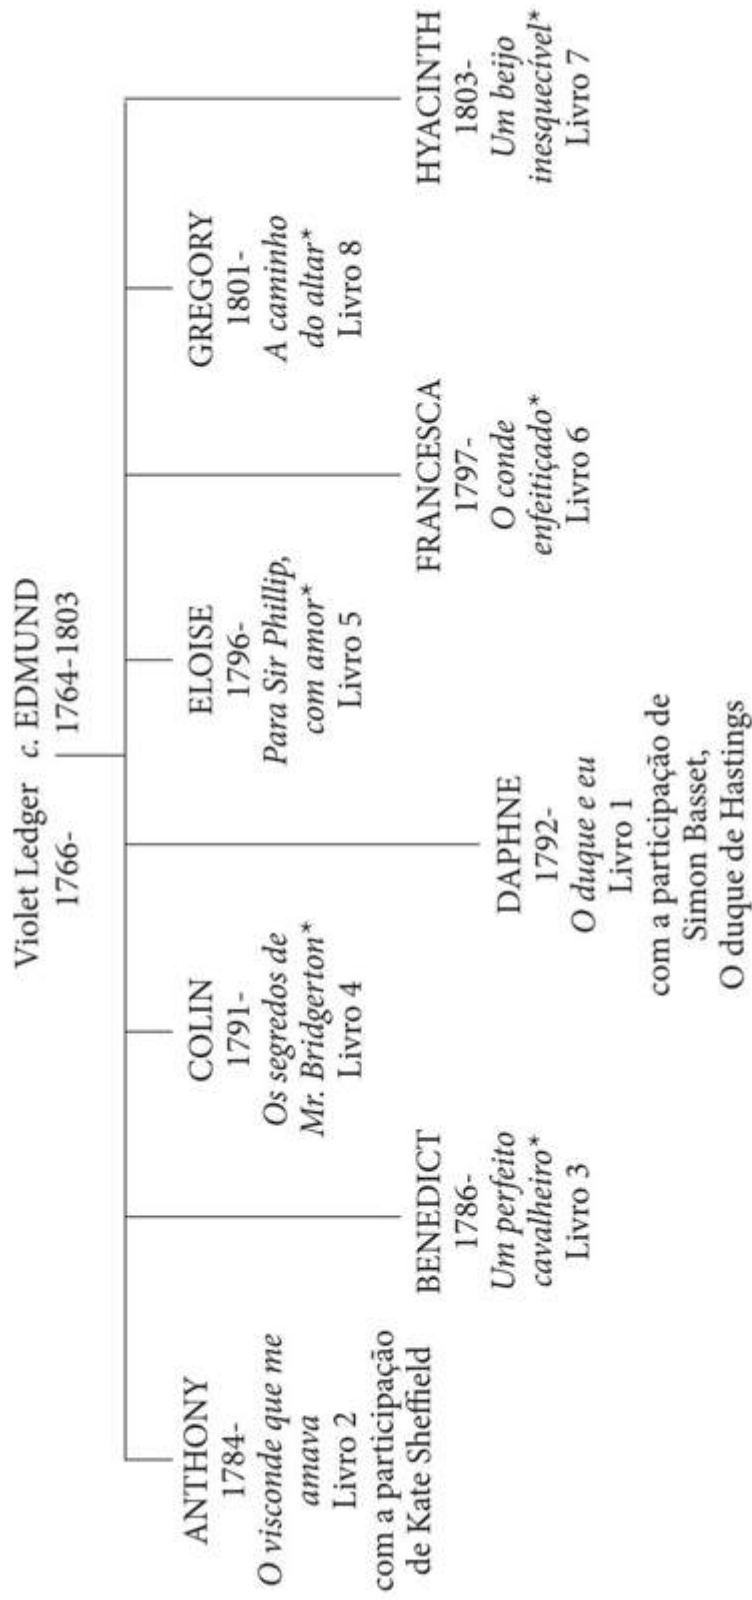 Violet Ledger c. EDMUND
1766- 1764-1803
ANTHONY
1784-
O visconde que me
amava
Livro 2
com a participação
de Kate Sheffield
BENEDICT
1786-
Um perfeito
cavalheiro*
Livro 3
COLIN
1791-
Os segredos de
Mr. Bridgerton*
Livro 4
DAPHNE
1792-
O duque e eu
Livro 1
com a participação de
Simon Basset,
O duque de Hastings
ELOISE
1796-
Para Sir Phillip,
com amor*
Livro 5
FRANCESCA
1797-
O conde
enfeitiçado*
Livro 6
GREGORY
1801-
A caminho
do altar*
Livro 8
HYACINTH
1803-
Um beijo
inesquecível*
Livro 7